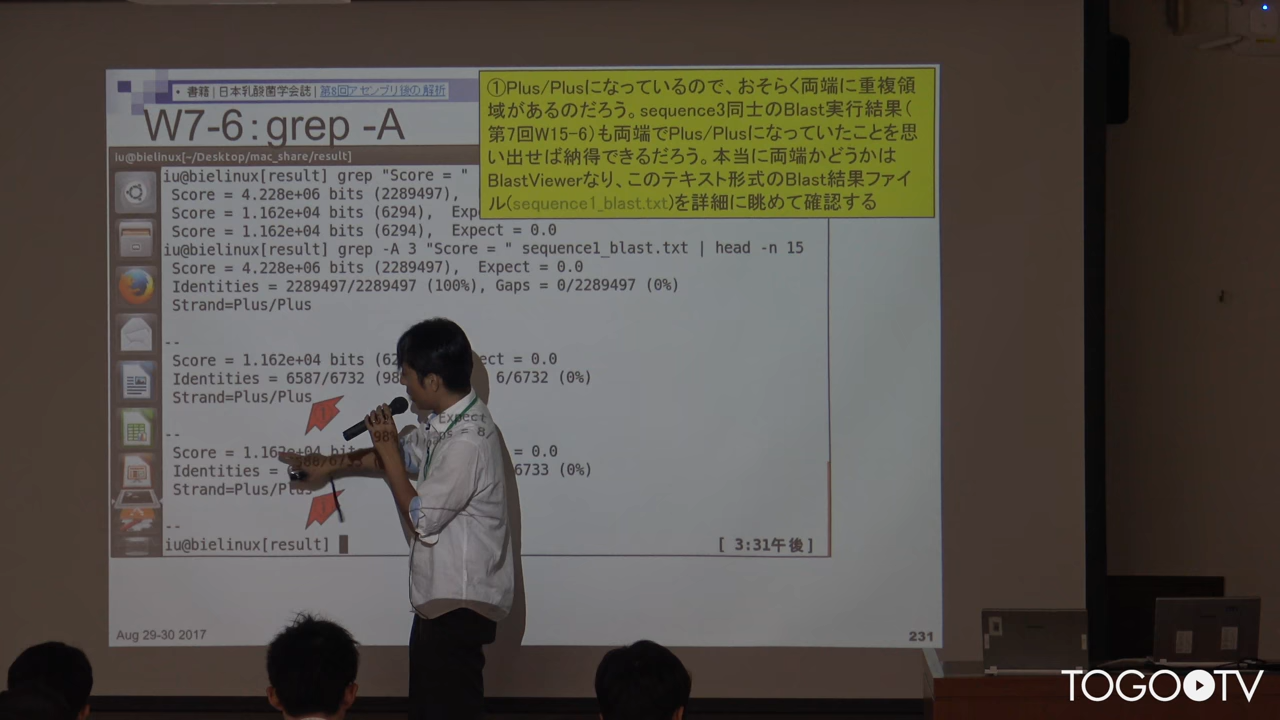 ・書籍 | 日本乳酸菌学会誌 | 第8回アセンブリ後の解析
W7-6：grep -A
①Plus/Plusになっているので、おそらく両端に重複領
域があるのだろう。sequence3同士のBlast実行結果(
第7回W15-6)も両端でPlus/Plusになっていたことを思
い出せば納得できるだろう。本当に両端かどうかは
BlastViewerなり、このテキスト形式のBlast結果ファイ
ル(sequence1_blast.txt)を詳細に眺めて確認する
iu@bielinux[~/Desktop/mac_share/result]
iu@bielinux[result] grep "Score = "
Score = 4.228e+06 bits (2289497),
Score = 1.162e+04 bits (6294), Exp
Score = 1.162e+04 bits (6294), Expect = 0.0
iu@bielinux[result] grep -A 3 "Score = " sequence1_blast.txt | head -n 15
Score = 4.228e+06 bits (2289497), Expect = 0.0
Identities = 2289497/2289497 (100%), Gaps = 0/2289497 (0%)
Strand=Plus/Plus
--
Score = 1.162e+04 bits (62 ect = 0.0
Identities = 6587/6732 (98 6/6732 (0%)
Strand=Plus/Plus
①
--
Score = 1.162e+04 bits = 0.0
Identities = 6733 (0%)
Strand=Plus/Plus
①
--
iu@bielinux[result]
[ 3:31午後]
Aug 29-30 2017
231
TOGOTV